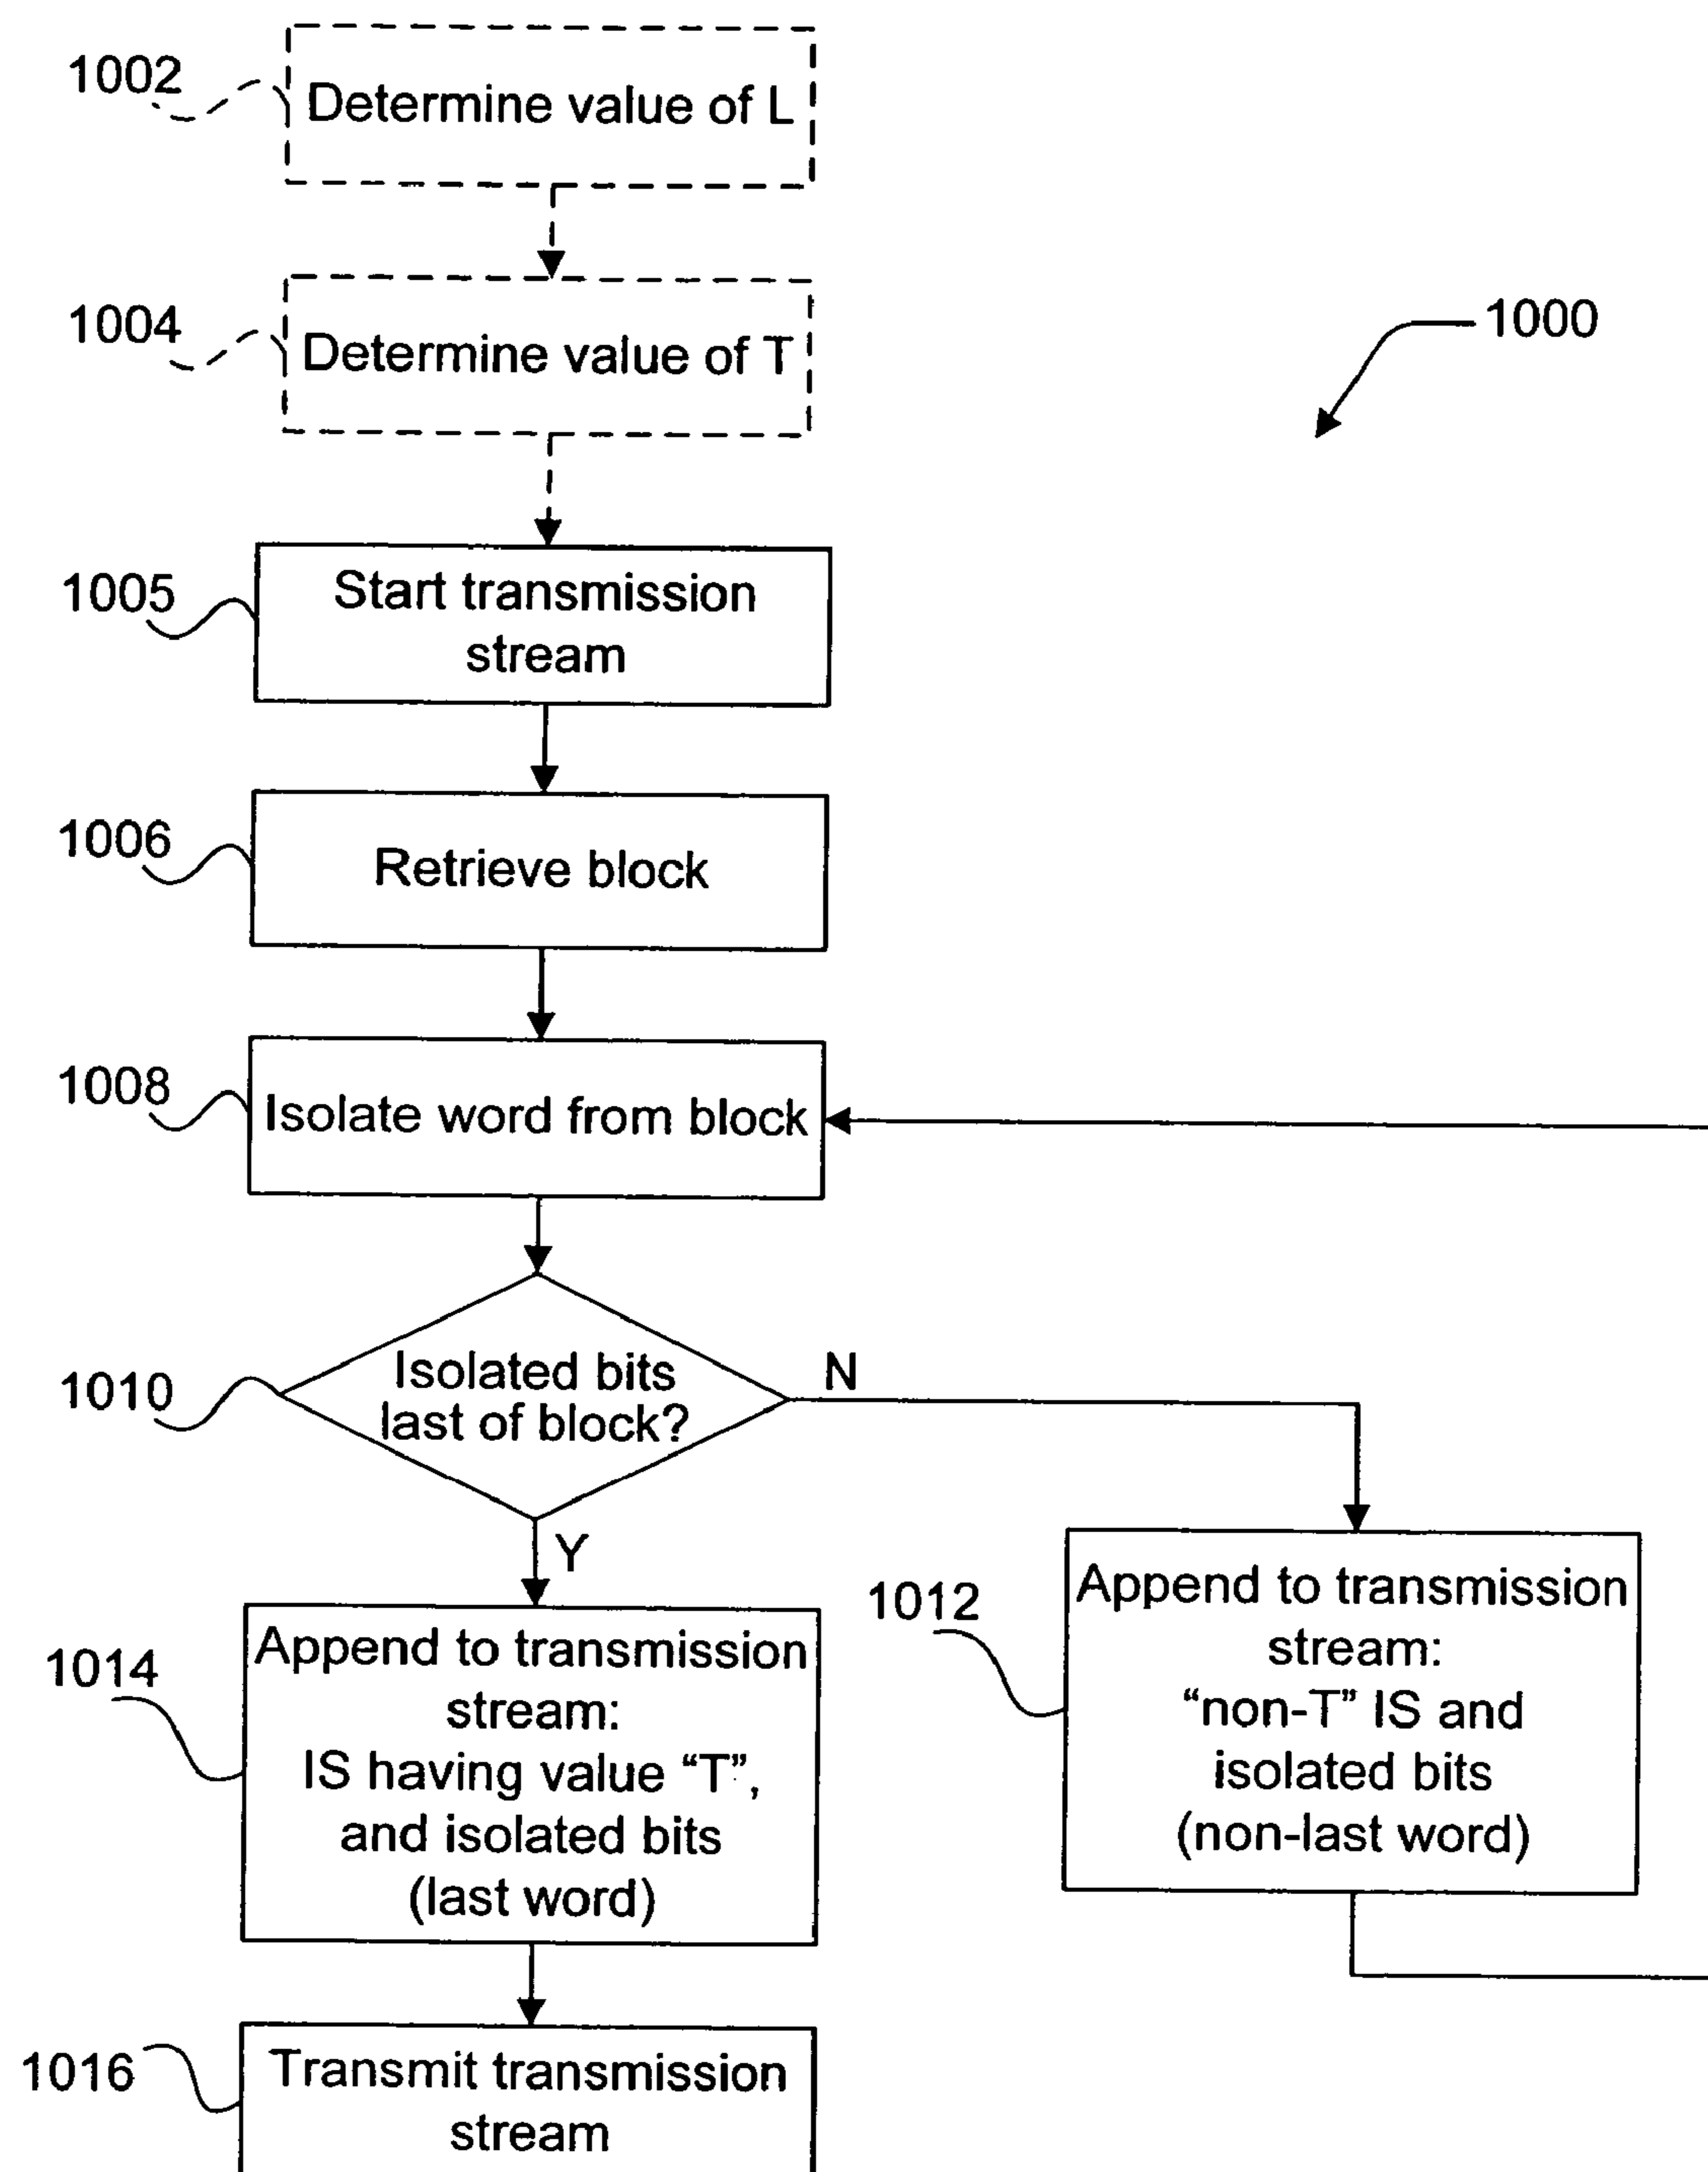 1002
Determine value of L
1004
Determine value of T
1000
1005
Start transmission
stream
1006
Retrieve block
1008
Isolate word from block
1010
Isolated bits
last of block?
N
Y
1014
Append to transmission
stream:
IS having value “T”,
and isolated bits
(last word)
1012
Append to transmission
stream:
“non-T” IS and
isolated bits
(non-last word)
1016
Transmit transmission
stream